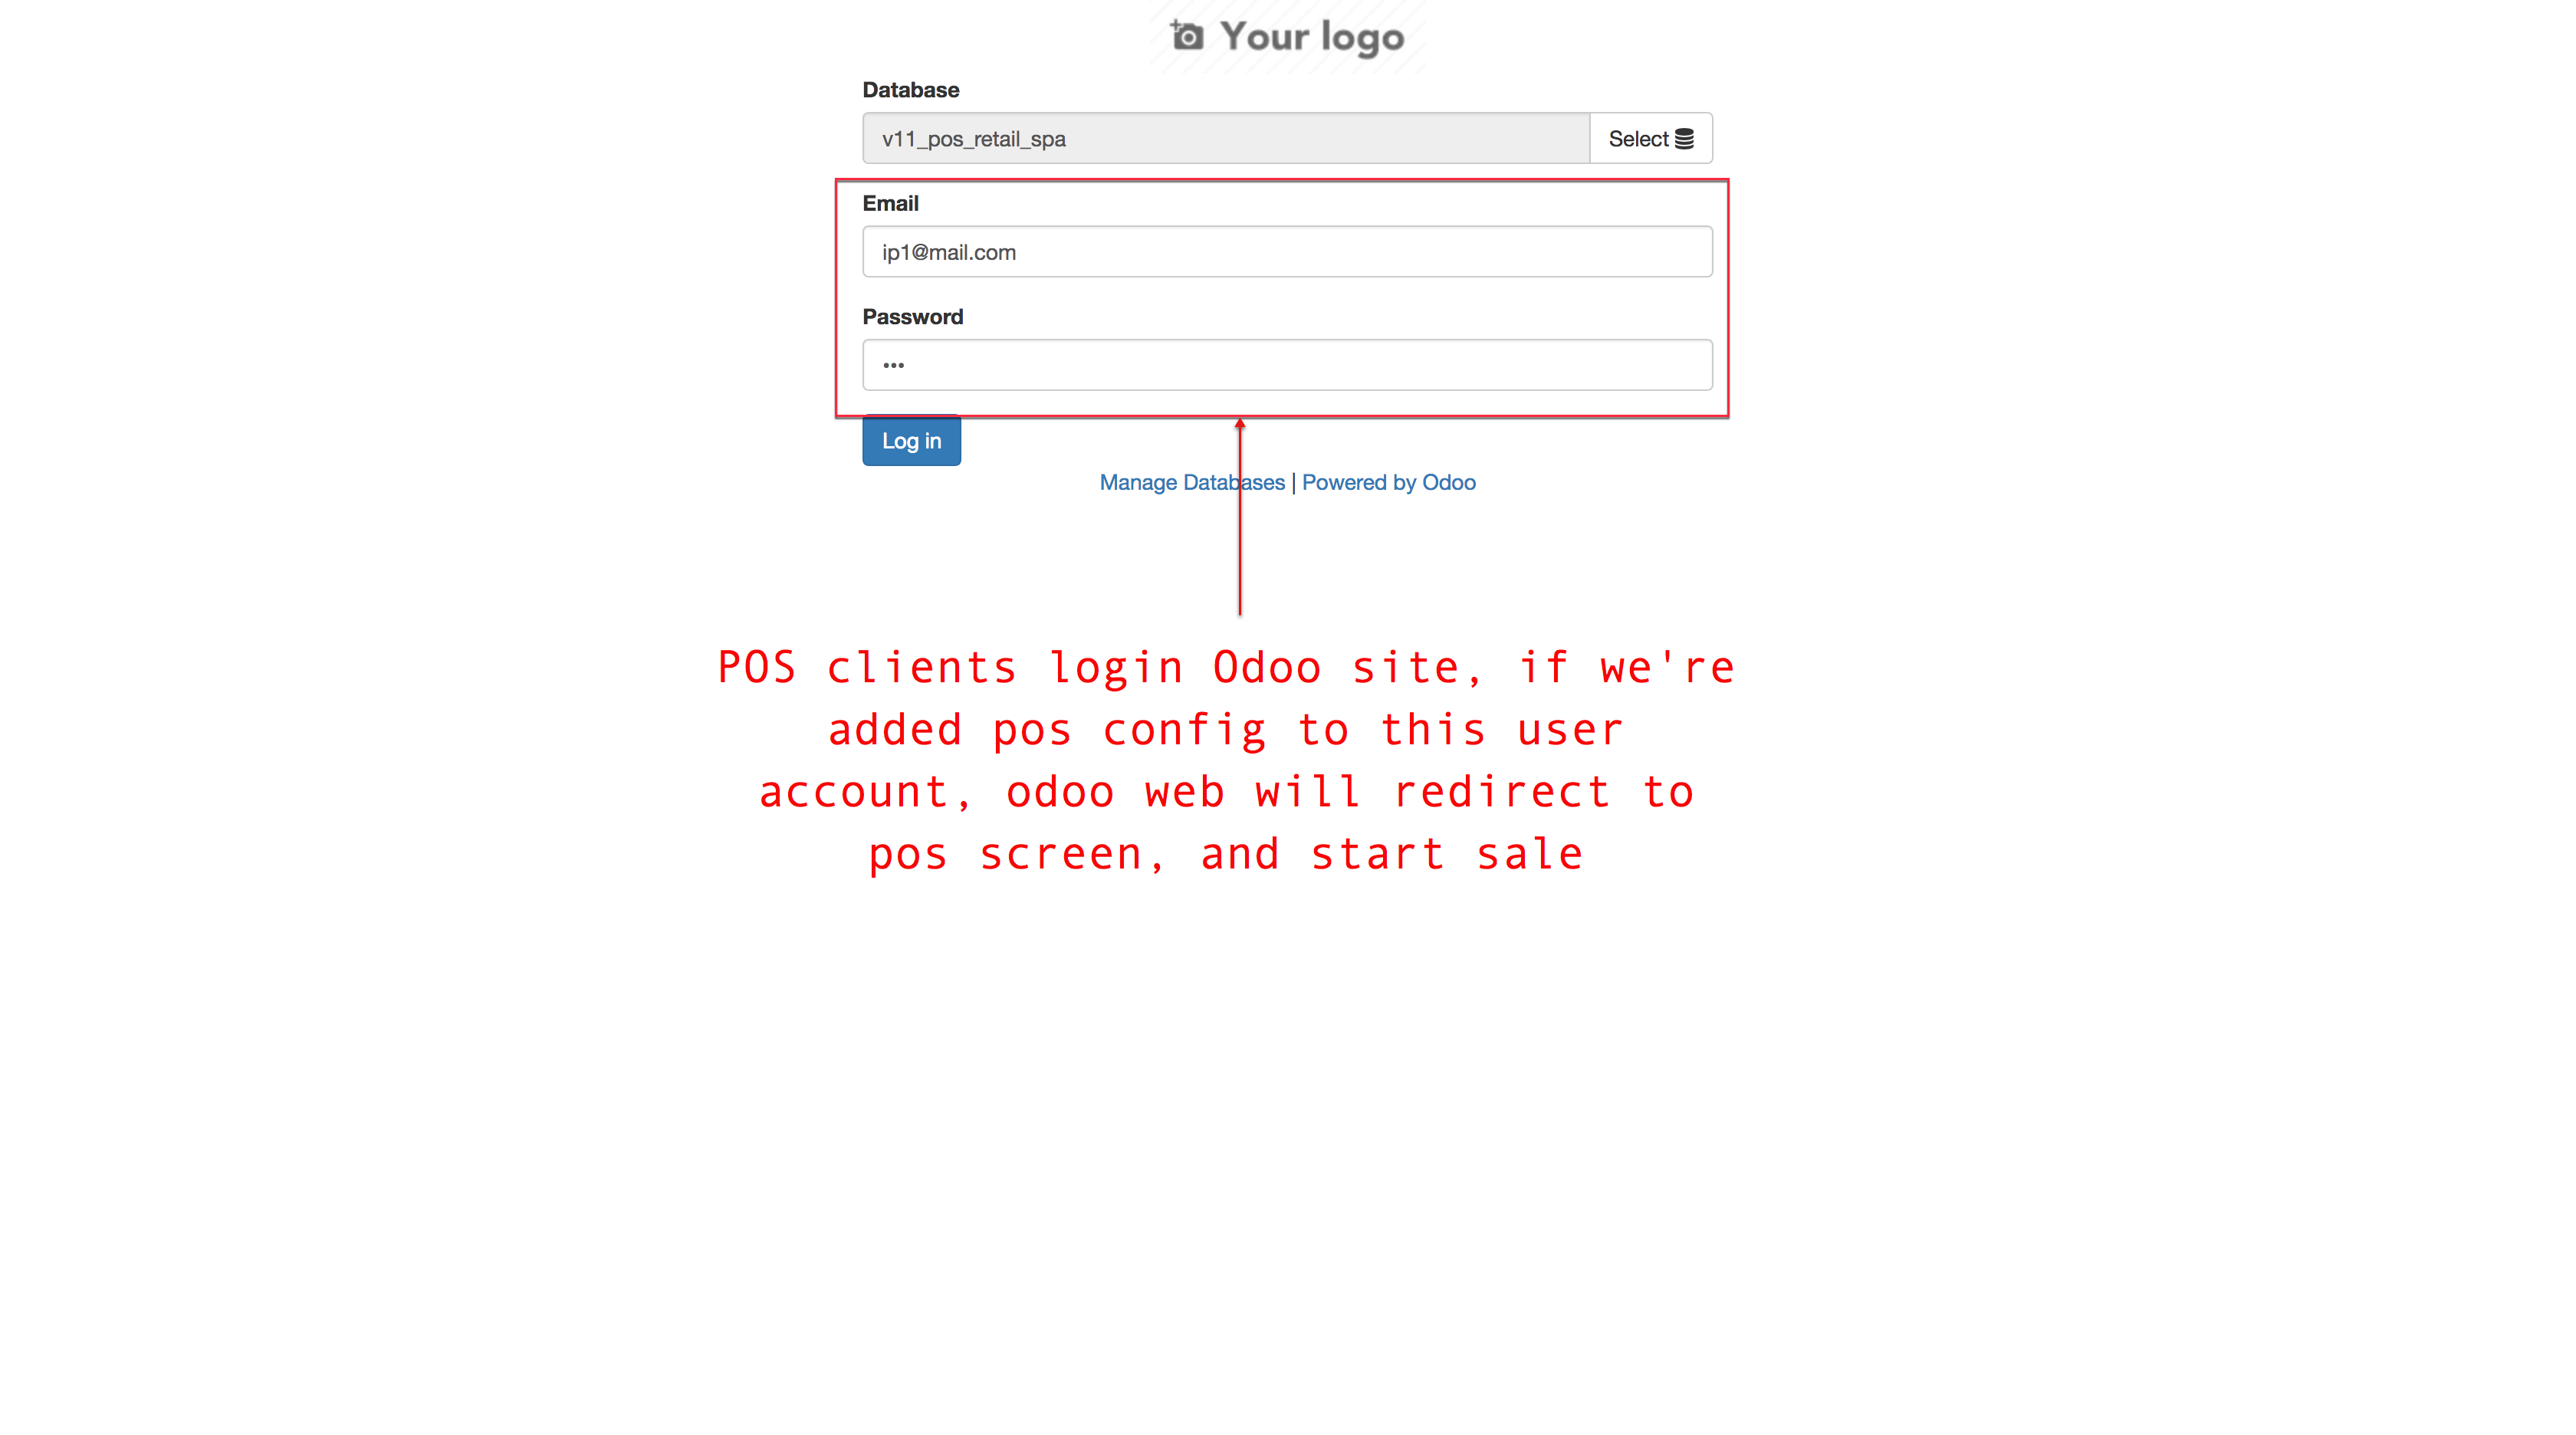 Your logo
Database
v11_pos_retail_spa
Select
Email
ip1@mail.com
Password
•••
Log in
Manage Databases | Powered by Odoo
POS clients login Odoo site, if we're
added pos config to this user
account, odoo web will redirect to
pos screen, and start sale